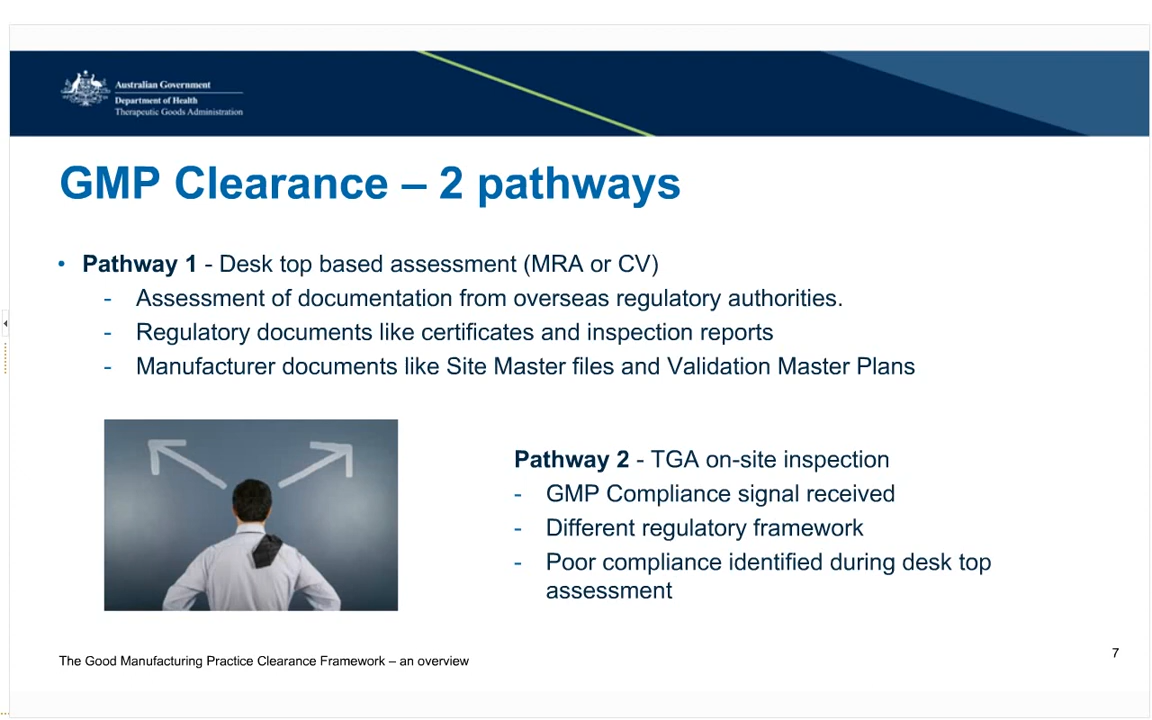 Australian Government
Department of Health
Therapeutic Goods Administration
GMP Clearance – 2 pathways
• Pathway 1 - Desk top based assessment (MRA or CV)
- Assessment of documentation from overseas regulatory authorities.
- Regulatory documents like certificates and inspection reports
- Manufacturer documents like Site Master files and Validation Master Plans
Pathway 2 - TGA on-site inspection
- GMP Compliance signal received
- Different regulatory framework
- Poor compliance identified during desk top
assessment
The Good Manufacturing Practice Clearance Framework – an overview
7